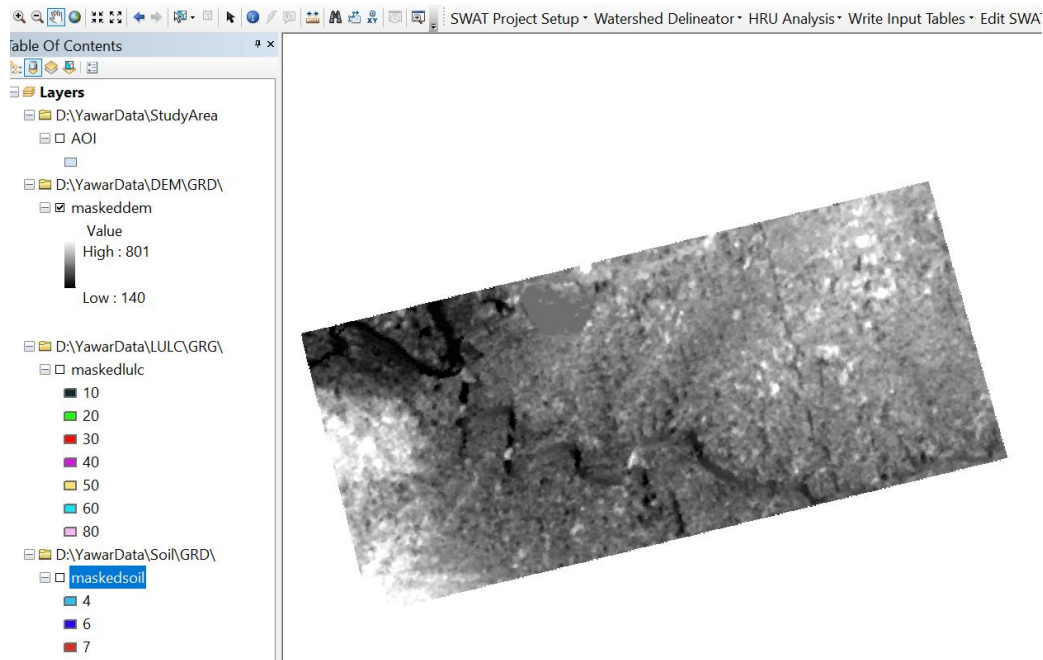 SWAT Project Setup Watershed Delineator HRU Analysis Write Input Tables Edit SWA
Table Of Contents
Layers
D:\YawarData\StudyArea
AOI
D:\YawarData\DEM\GRD\
maskeddem
Value
High : 801
Low : 140
D:\YawarData\LULC\GRG\
maskedlulc
10
20
30
40
50
60
80
D:\YawarData\Soil\GRD\
maskedsoil
4
6
7